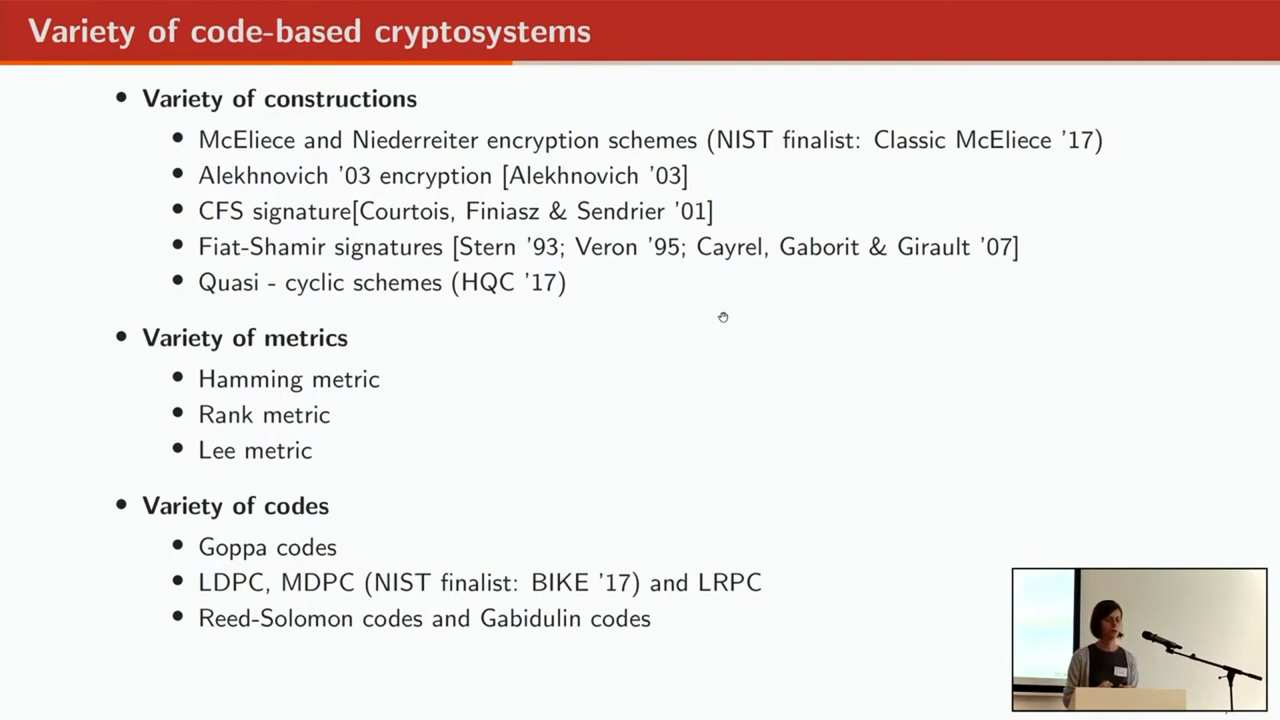 Variety of code-based cryptosystems
• Variety of constructions
• McEliece and Niederreiter encryption schemes (NIST finalist: Classic McEliece '17)
• Alekhnovich '03 encryption [Alekhnovich '03]
• CFS signature[Courtois, Finiasz & Sendrier '01]
• Fiat-Shamir signatures [Stern '93; Veron '95; Cayrel, Gaborit & Girault '07]
• Quasi - cyclic schemes (HQC '17)
• Variety of metrics
• Hamming metric
• Rank metric
• Lee metric
• Variety of codes
• Goppa codes
• LDPC, MDPC (NIST finalist: BIKE '17) and LRPC
• Reed-Solomon codes and Gabidulin codes